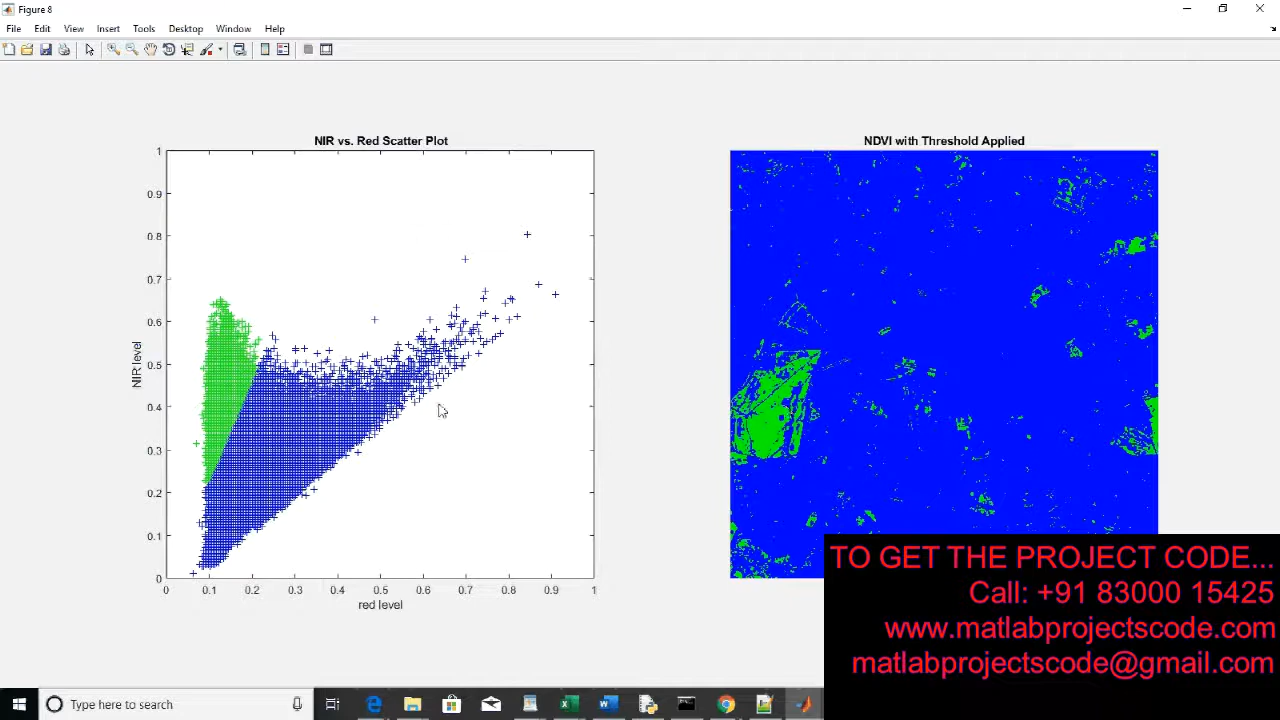 Figure 8
File Edit View Insert Tools Desktop Window Help
NIR vs. Red Scatter Plot
NDVI with Threshold Applied
1
0.9
0.8
0.7
0.6
0.5
0.4
0.3
0.2
0.1
0
NIR level
0 0.1 0.2 0.3 0.4 0.5 0.6 0.7 0.8 0.9 1
red level
TO GET THE PROJECT CODE...
Call: +91 83000 15425
www.matlabprojectscode.com
matlabprojectscode@gmail.com
Type here to search